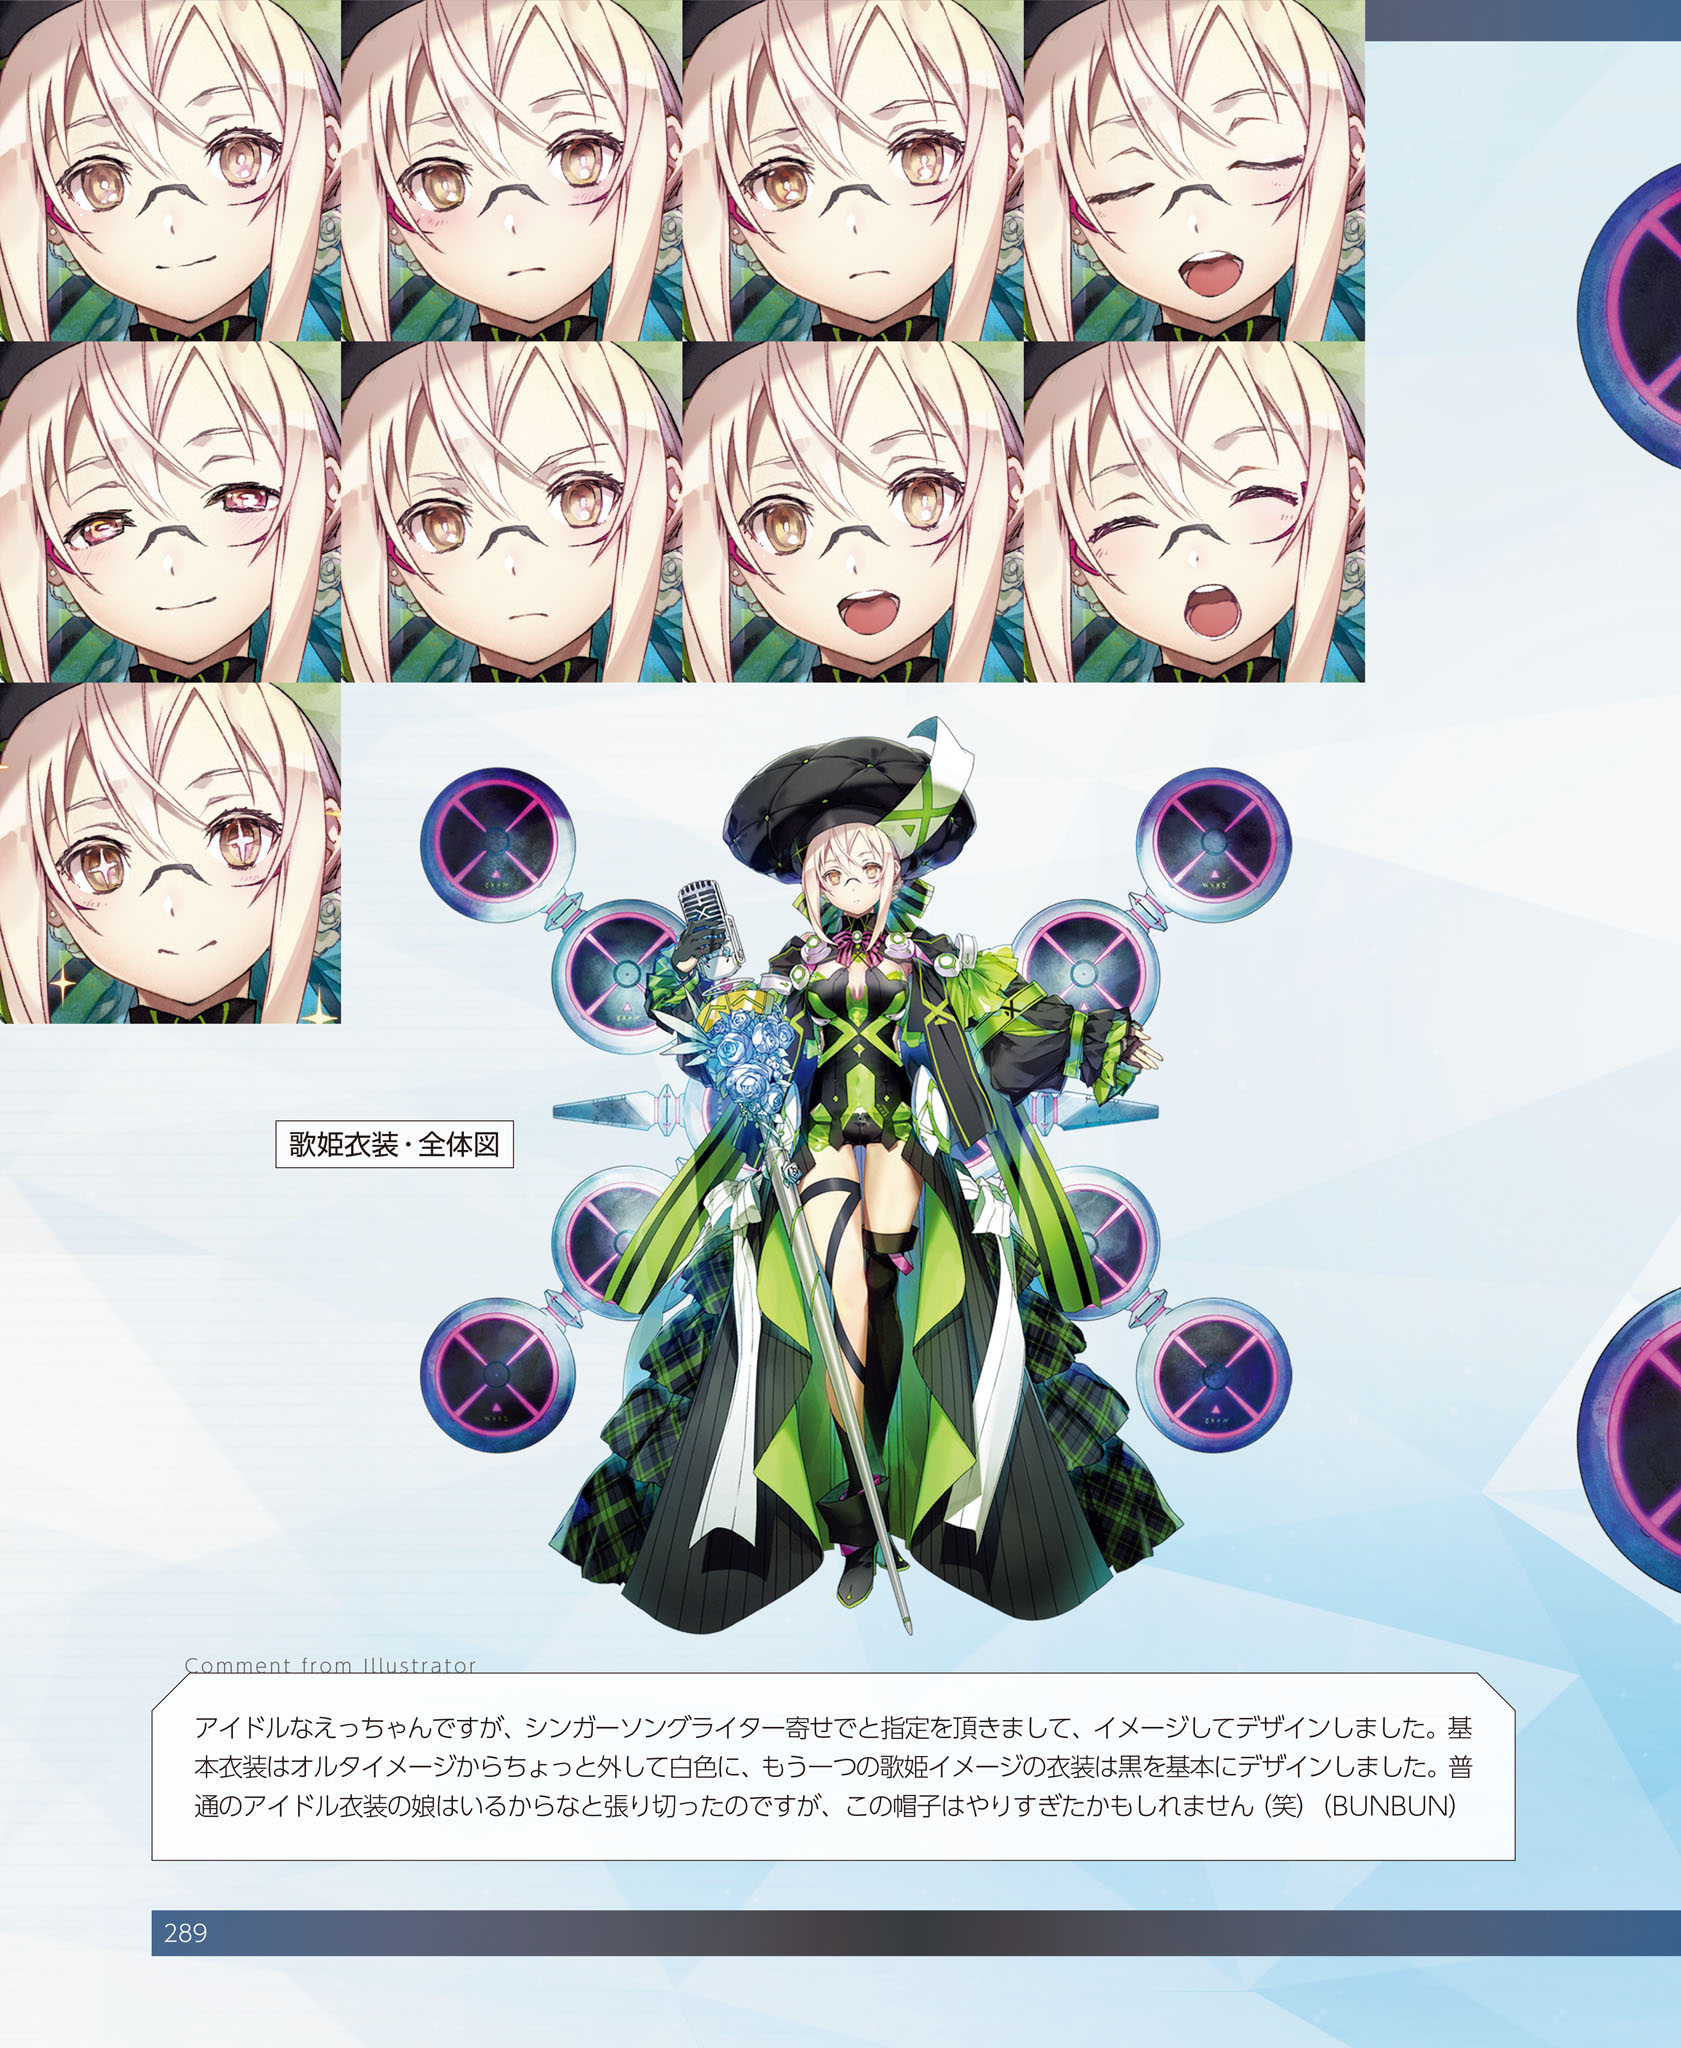 歌姫衣装・全体図
Comment from Illustrator
アイドルなえっちゃんですが、シンガーソングライター寄せでと指定を頂きまして、イメージしてデザインしました。基
本衣装はオルタイメージからちょっと外して白色に、もう一つの歌姫イメージの衣装は黒を基本にデザインしました。普
通のアイドル衣装の娘はいるからなと張り切ったのですが、この帽子はやりすぎたかもしれません（笑）（BUNBUN）
289